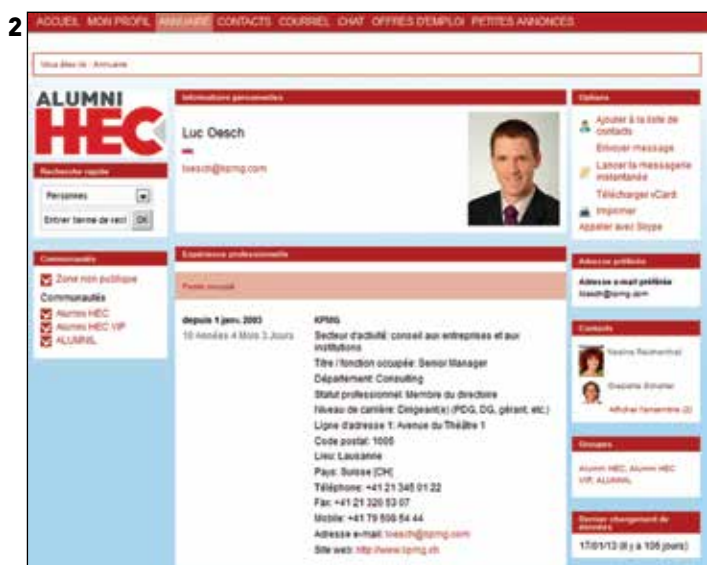 2
ACCUEIL MON PROFIL ANNUAIRE CONTACTS COURRIEL CHAT OFFRES D'EMPLOI PETITES ANNONCES
Vous êtes ici : Annuaire
ALUMNI
HEC
Recherche rapide
Personnes
Entrer terme de recl OK
Communautés
Zone non publique
Communautés
Alumni HEC
Alumni HEC VIP
ALUMNIL
Informations personnelles
Luc Oesch
loesch@kpmg.com
Expérience professionnelle
Poste occupé
depuis 1 janv. 2003
10 Années 4 Mois 3 Jours
KPMG
Secteur d'activité: conseil aux entreprises et aux
institutions
Titre / fonction occupée: Senior Manager
Département: Consulting
Statut professionnel: Membre du directoire
Niveau de carrière: Dirigeant(e) (PDG, DG, gérant, etc.)
Ligne d'adresse 1: Avenue du Théâtre 1
Code postal: 1005
Lieu: Lausanne
Pays: Suisse [CH]
Téléphone: +41 21 345 01 22
Fax: +41 21 320 53 07
Mobile: +41 79 599 54 44
Adresse e-mail: loesch@kpmg.com
Site web: http://www.kpmg.ch
Options
Ajouter à la liste de
contacts
Envoyer message
Lancer la messagerie
instantanée
Télécharger vCard
Imprimer
Appeler avec Skype
Adresse préférée
Adresse e-mail préférée
loesch@kpmg.com
Contacts
Afficher l'ensemble (2)
Groupes
Alumni HEC, Alumni HEC
VIP, ALUMNIL
Dernier changement de
données
17/01/13 (il y a 106 jours)